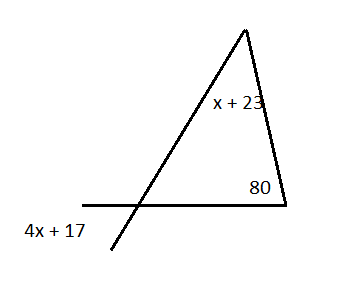 x + 23
80
4x + 17